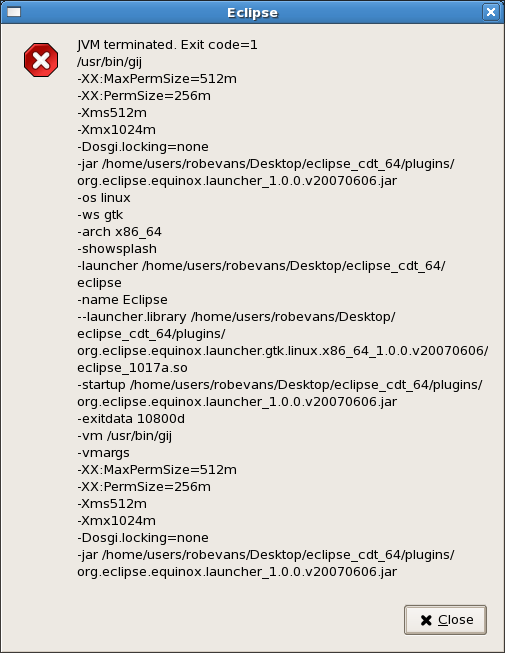 Eclipse
JVM terminated. Exit code=1
/usr/bin/gij
-XX:MaxPermSize=512m
-XX:PermSize=256m
-Xms512m
-Xmx1024m
-Dosgi.locking=none
-jar /home/users/robevans/Desktop/eclipse_cdt_64/plugins/
org.eclipse.equinox.launcher_1.0.0.v20070606.jar
-os linux
-ws gtk
-arch x86_64
-showsplash
-launcher /home/users/robevans/Desktop/eclipse_cdt_64/
eclipse
-name Eclipse
--launcher.library /home/users/robevans/Desktop/
eclipse_cdt_64/plugins/
org.eclipse.equinox.launcher.gtk.linux.x86_64_1.0.0.v20070606/
eclipse_1017a.so
-startup /home/users/robevans/Desktop/eclipse_cdt_64/plugins/
org.eclipse.equinox.launcher_1.0.0.v20070606.jar
-exitdata 10800d
-vm /usr/bin/gij
-vmargs
-XX:MaxPermSize=512m
-XX:PermSize=256m
-Xms512m
-Xmx1024m
-Dosgi.locking=none
-jar /home/users/robevans/Desktop/eclipse_cdt_64/plugins/
org.eclipse.equinox.launcher_1.0.0.v20070606.jar
Close